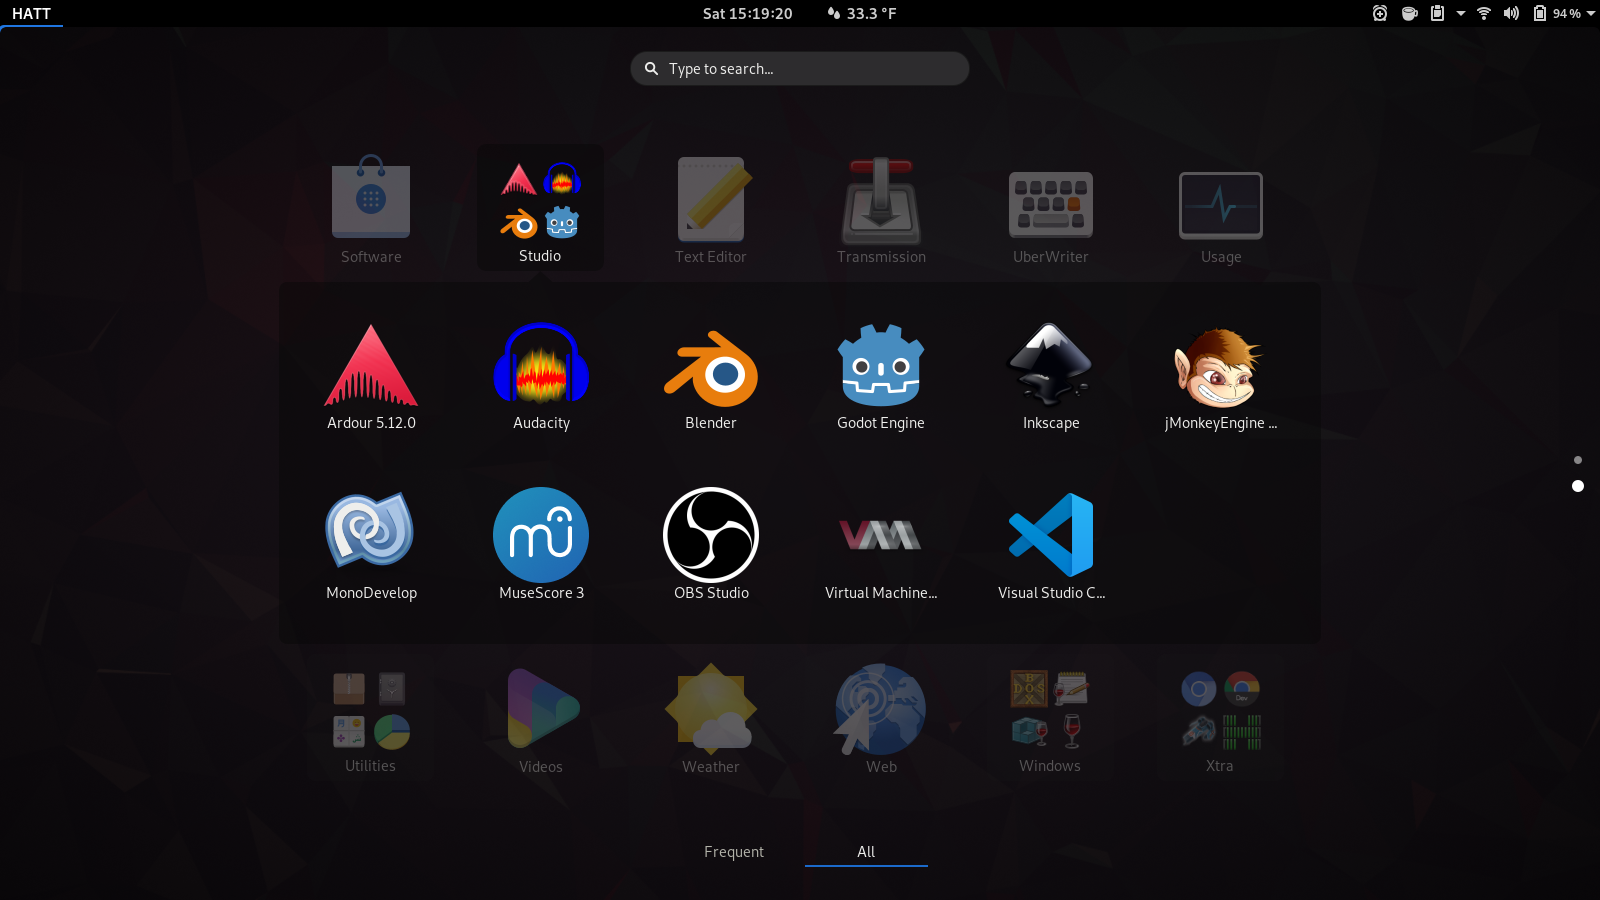 HATT
Sat 15:19:20
33.3 °F
94 %
Type to search...
Software
Studio
Text Editor
Transmission
UberWriter
Usage
Ardour 5.12.0
Audacity
Blender
Godot Engine
Inkscape
jMonkeyEngine ...
MonoDevelop
MuseScore 3
OBS Studio
Virtual Machine...
Visual Studio C...
Utilities
Videos
Weather
Web
Windows
Xtra
Frequent
All